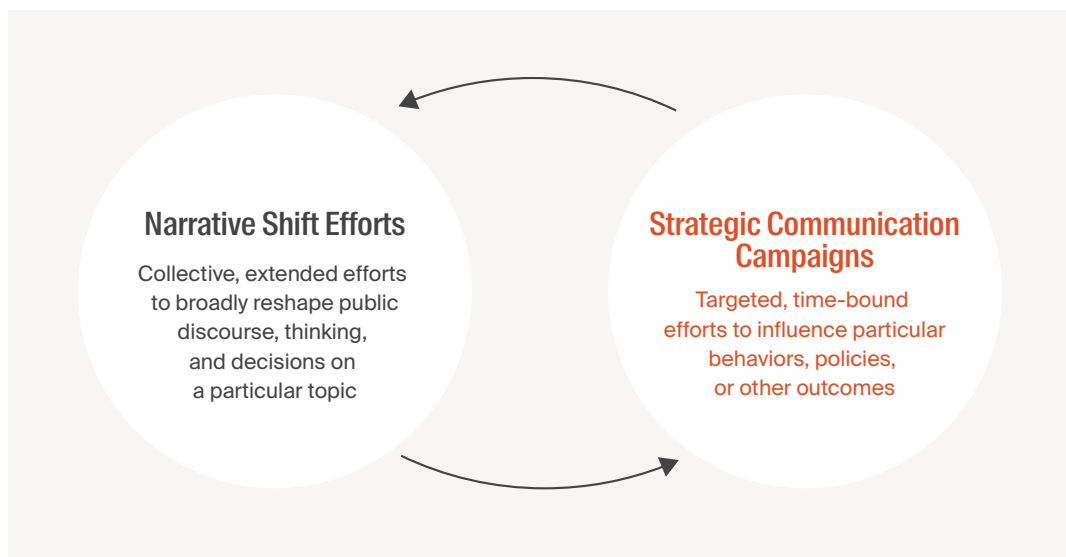 Narrative Shift Efforts
Collective, extended efforts
to broadly reshape public
discourse, thinking,
and decisions on
a particular topic
Strategic Communication
Campaigns
Targeted, time-bound
efforts to influence particular
behaviors, policies,
or other outcomes